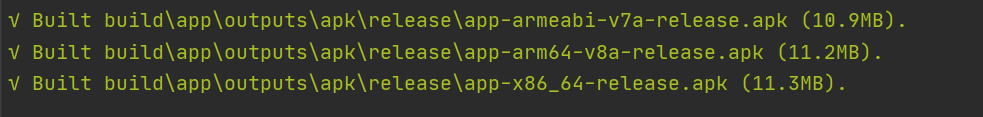 √ Built build\app\outputs\apk\release\app-armeabi-v7a-release.apk (10.9MB).
√ Built build\app\outputs\apk\release\app-arm64-v8a-release.apk (11.2MB).
√ Built build\app\outputs\apk\release\app-x86_64-release.apk (11.3MB).